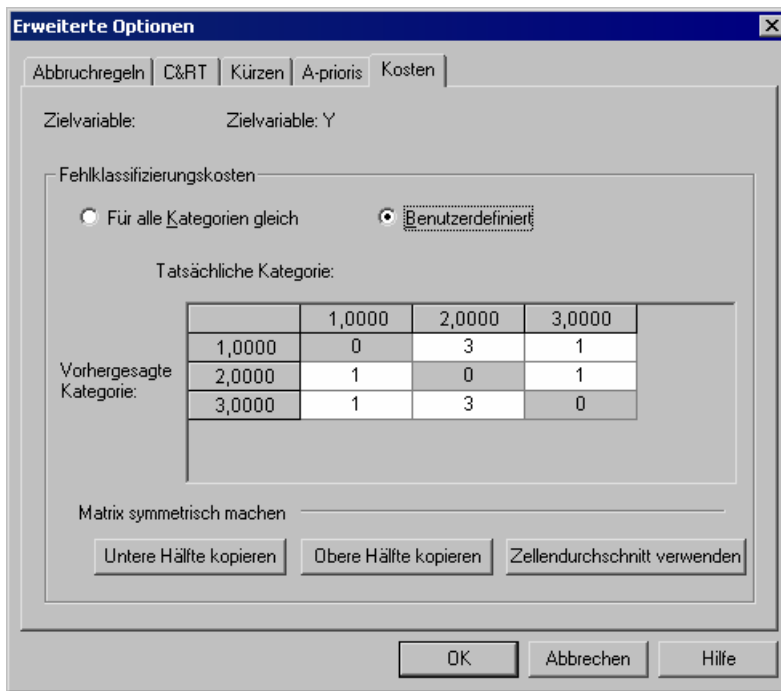 Erweiterte Optionen
Abbruchregeln C&RT Kürzen A-prioris Kosten
Zielvariable: Zielvariable: Y
Fehlklassifizierungskosten
Für alle Kategorien gleich Benutzerdefiniert
Tatsächliche Kategorie:
1,0000 2,0000 3,0000
1,0000 0 3 1
Vorhergesagte Kategorie:
2,0000 1 0 1
3,0000 1 3 0
Matrix symmetrisch machen
Untere Hälfte kopieren Obere Hälfte kopieren Zellendurchschnitt verwenden
OK Abbrechen Hilfe